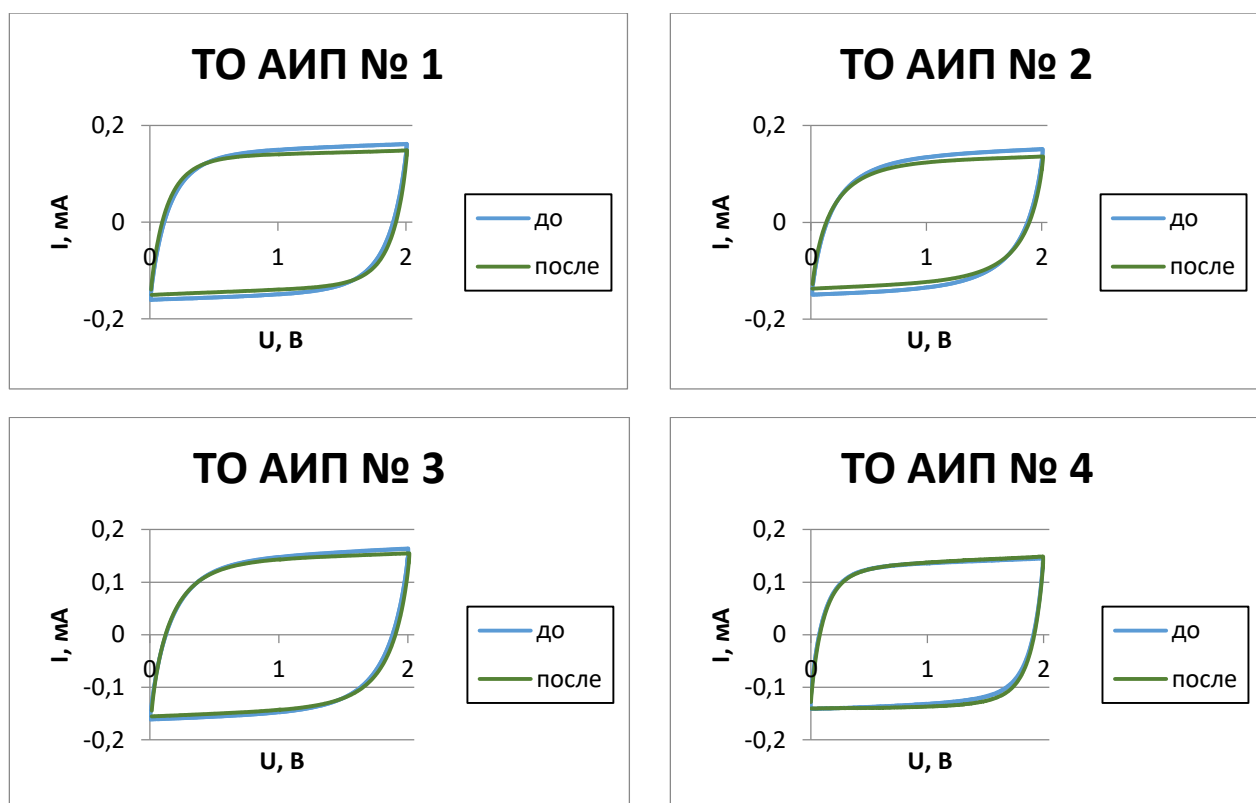 ТО АИП № 1
0,2
0
-0,2
0
1
2
I, мА
U, В
до
после
ТО АИП № 2
0,2
0
-0,2
0
1
2
I, мА
U, В
до
после
ТО АИП № 3
0,2
0,1
0
-0,1
-0,2
0
1
2
I, мА
U, В
до
после
ТО АИП № 4
0,2
0,1
0
-0,1
-0,2
0
1
2
I, мА
U, В
до
после